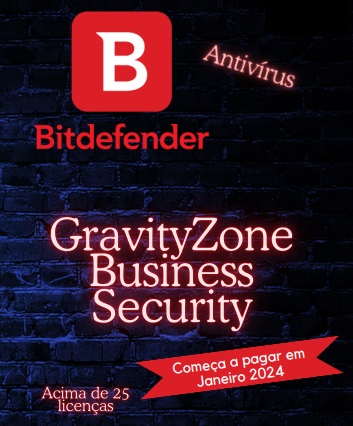 B
Antivírus
Bitdefender
GravityZone
Business
Security
Começa a pagar em
Janeiro 2024
Acima de 25
licenças